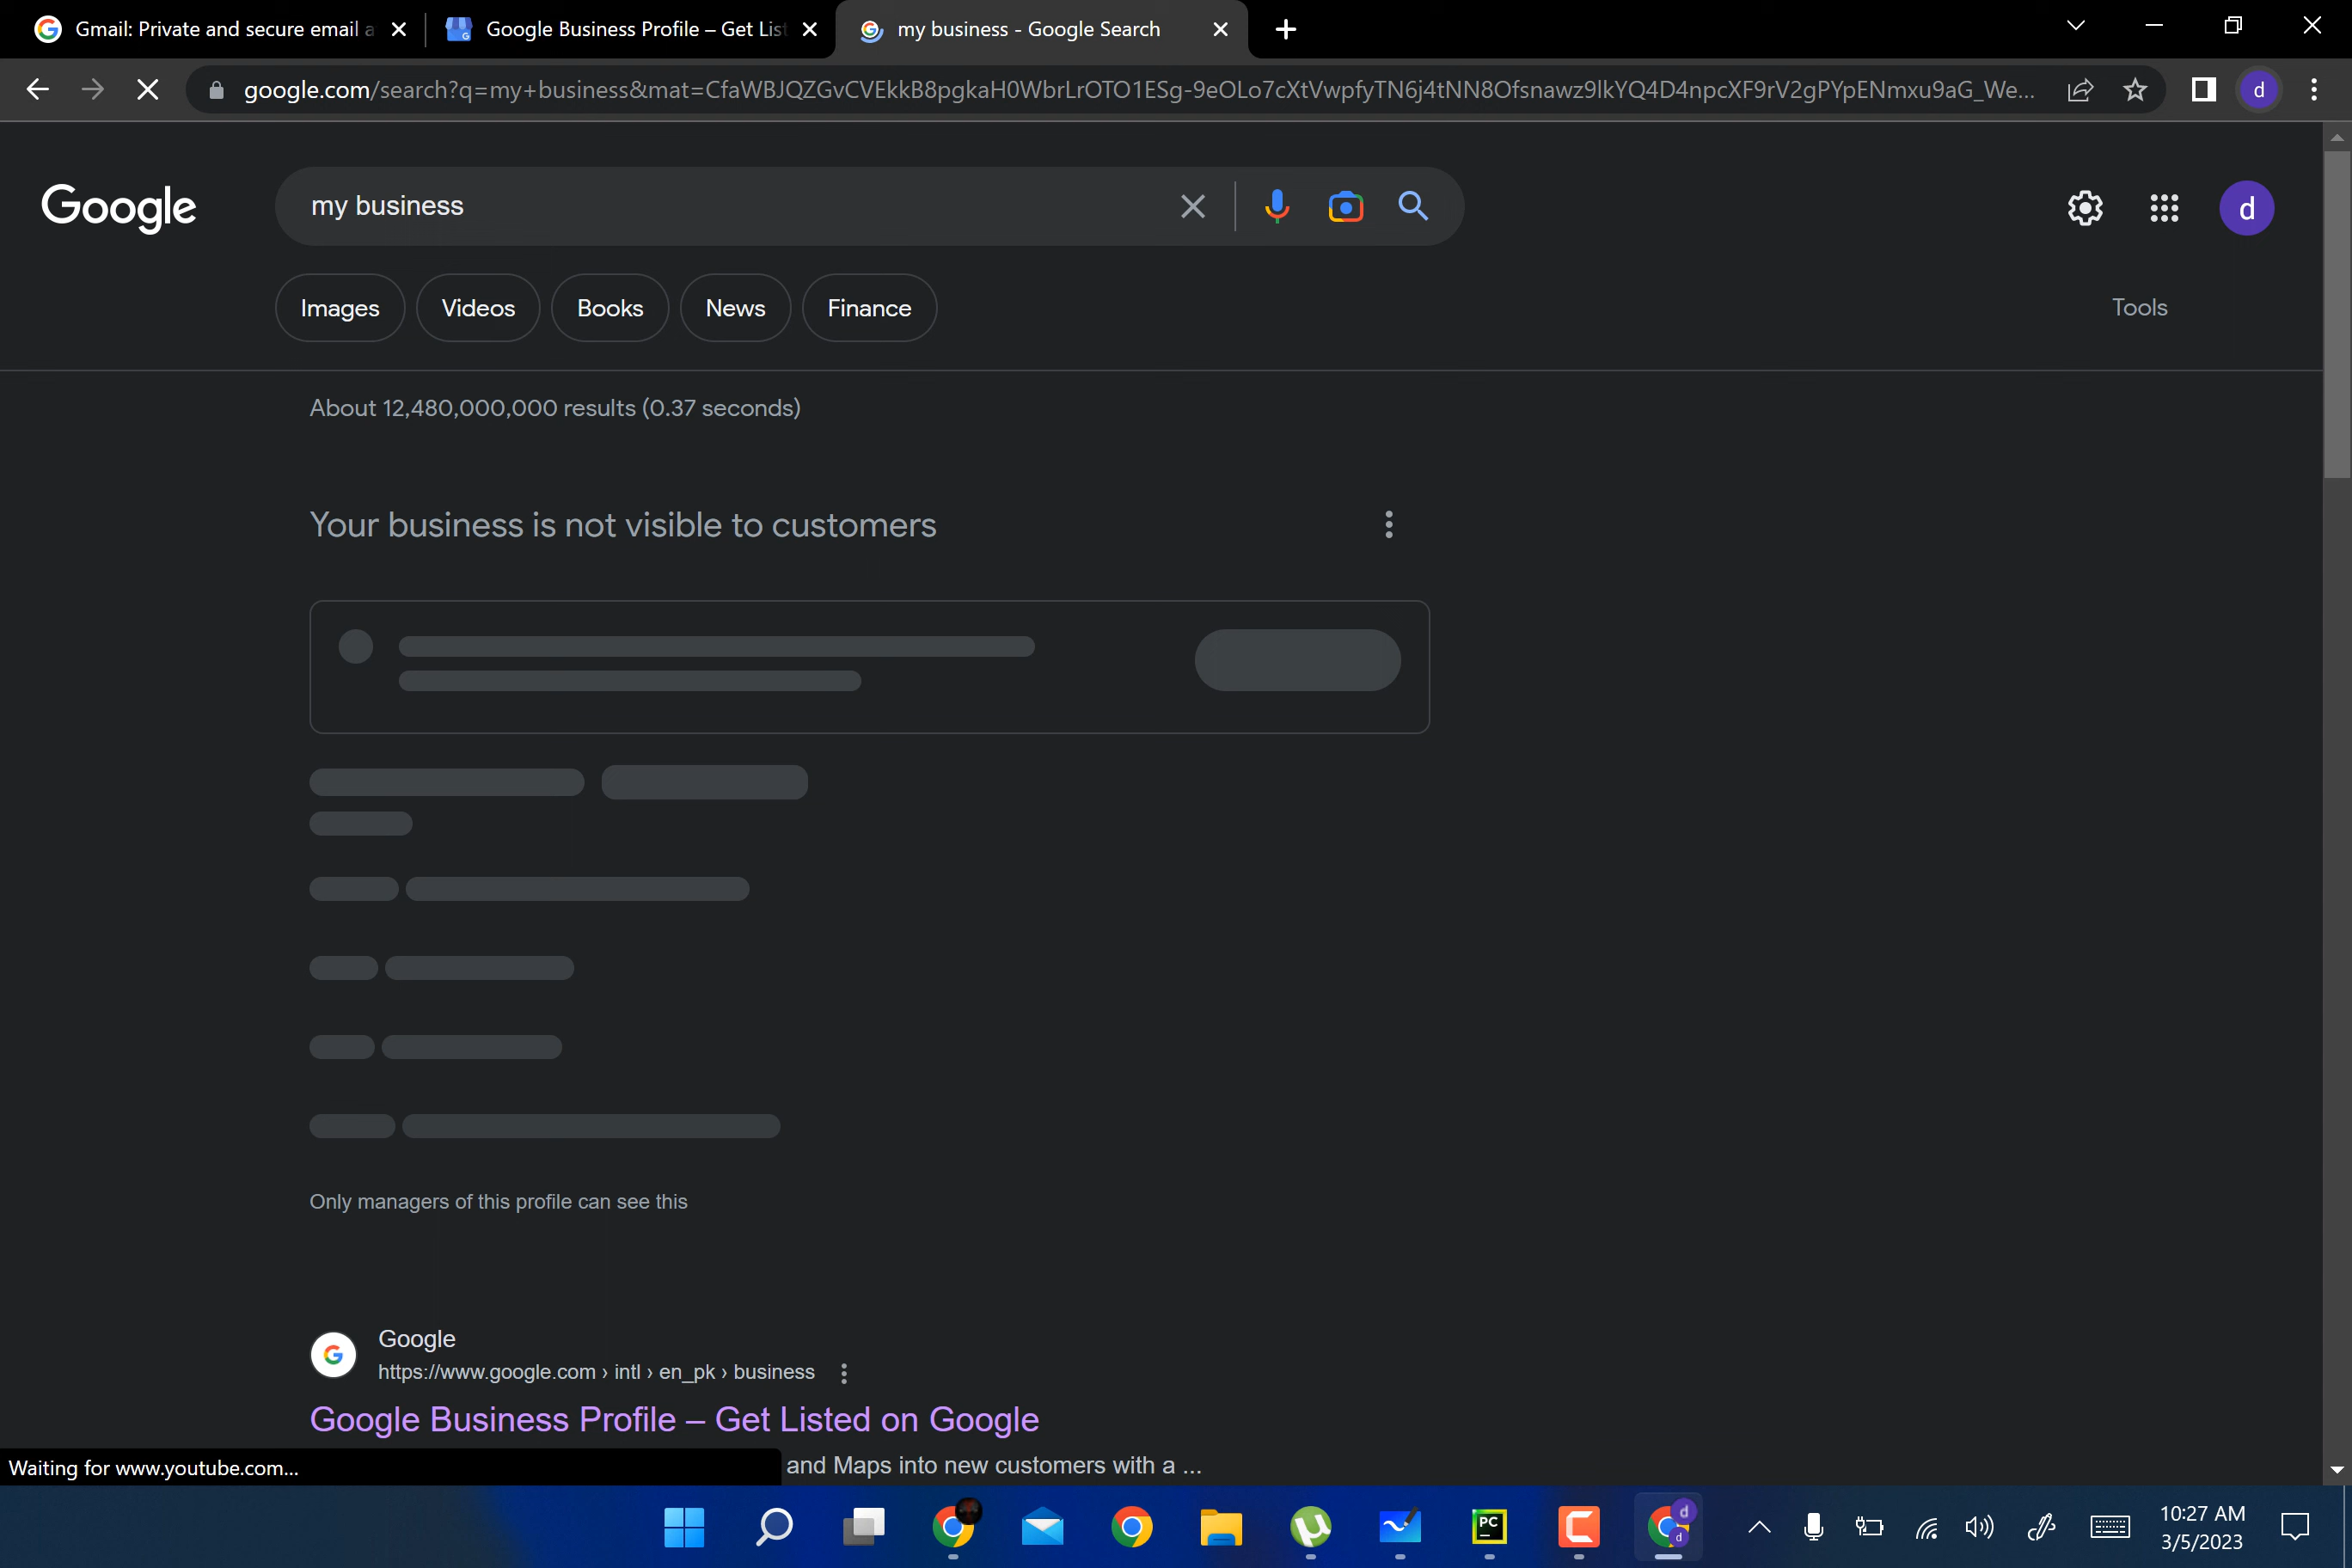 Gmail: Private and secure email a
Google Business Profile – Get List
my business - Google Search
google.com/search?q=my+business&mat=CfaWBJQZGvCVEkkB8pgkaH0WbrLrOTO1ESg-9eOLo7cXtVwpfyTN6j4tNN8Ofsnawz9lkYQ4D4npcXF9rV2gPYpENmxu9aG_We...
d
Google
my business
d
Images
Videos
Books
News
Finance
Tools
About 12,480,000,000 results (0.37 seconds)
Your business is not visible to customers
Only managers of this profile can see this
Google
https://www.google.com › intl › en_pk › business
Google Business Profile – Get Listed on Google
and Maps into new customers with a ...
Waiting for www.youtube.com...
PC
d
d
10:27 AM
3/5/2023